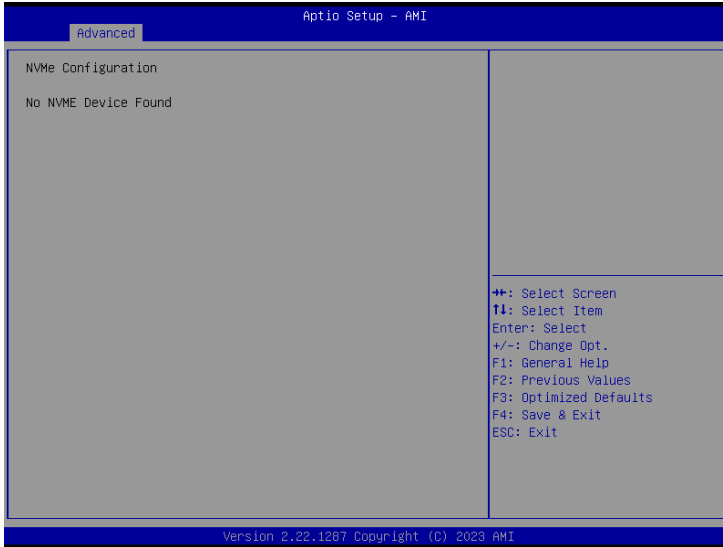 Aptio Setup – AMI
Advanced
NVMe Configuration
No NVME Device Found
→←: Select Screen
↑↓: Select Item
Enter: Select
+/-: Change Opt.
F1: General Help
F2: Previous Values
F3: Optimized Defaults
F4: Save & Exit
ESC: Exit
Version 2.22.1287 Copyright (C) 2023 AMI